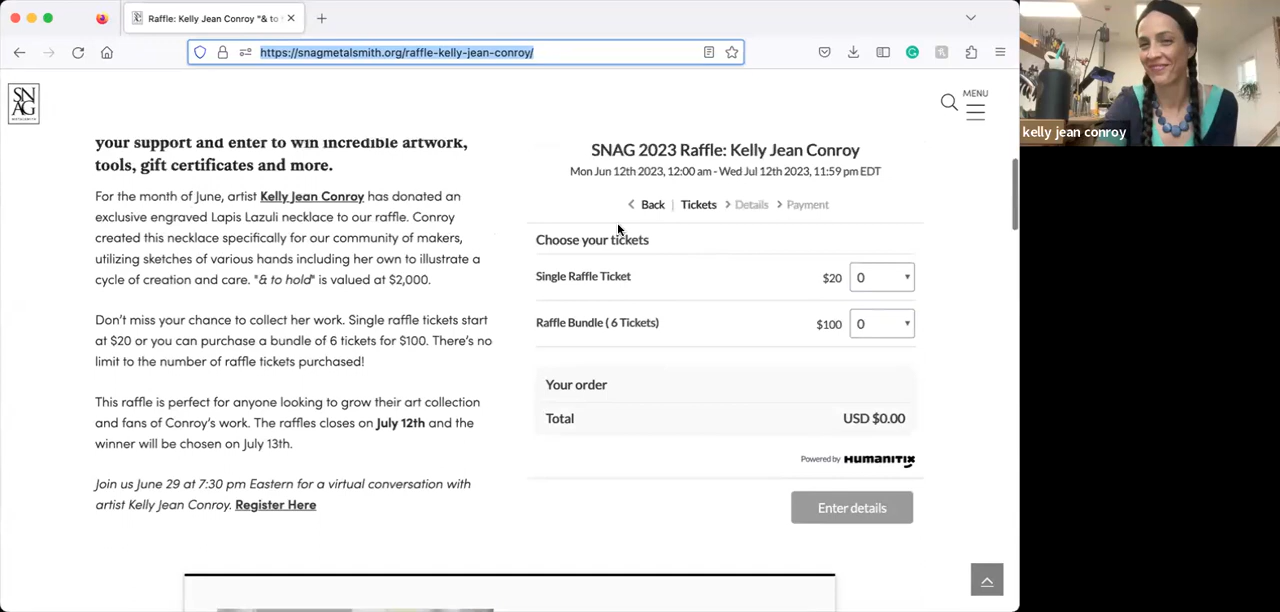 Raffle: Kelly Jean Conroy "& to
https://snagmetalsmith.org/raffle-kelly-jean-conroy/
SN
AG
METALSMITH
MENU
your support and enter to win incredible artwork,
tools, gift certificates and more.
For the month of June, artist Kelly Jean Conroy has donated an
exclusive engraved Lapis Lazuli necklace to our raffle. Conroy
created this necklace specifically for our community of makers,
utilizing sketches of various hands including her own to illustrate a
cycle of creation and care. "& to hold" is valued at $2,000.
Don't miss your chance to collect her work. Single raffle tickets start
at $20 or you can purchase a bundle of 6 tickets for $100. There's no
limit to the number of raffle tickets purchased!
This raffle is perfect for anyone looking to grow their art collection
and fans of Conroy's work. The raffles closes on July 12th and the
winner will be chosen on July 13th.
Join us June 29 at 7:30 pm Eastern for a virtual conversation with
artist Kelly Jean Conroy. Register Here
SNAG 2023 Raffle: Kelly Jean Conroy
Mon Jun 12th 2023, 12:00 am - Wed Jul 12th 2023, 11:59 pm EDT
Back | Tickets > Details > Payment
Choose your tickets
Single Raffle Ticket $20 0
Raffle Bundle ( 6 Tickets) $100 0
Your order
Total USD $0.00
Powered by HUMANITIX
Enter details
kelly jean conroy